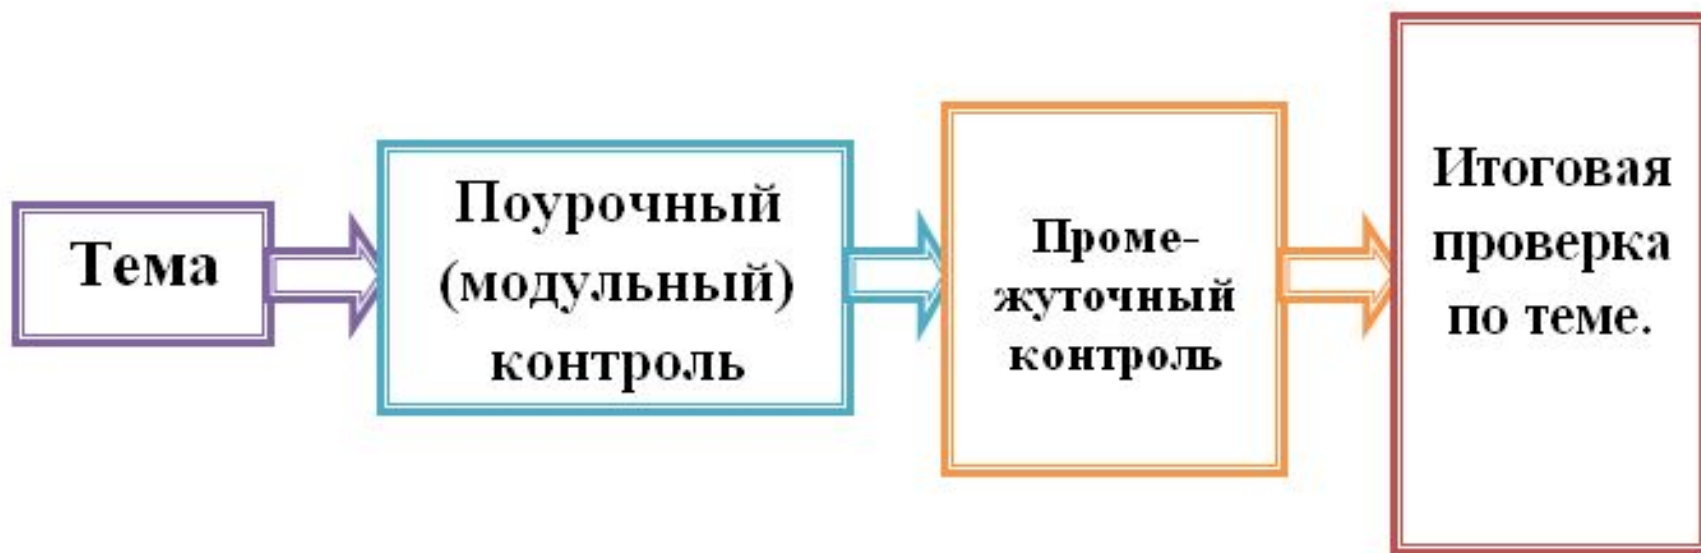 Тема
Поурочный
(модульный)
контроль
Проме-
жуточный
контроль
Итоговая
проверка
по теме.